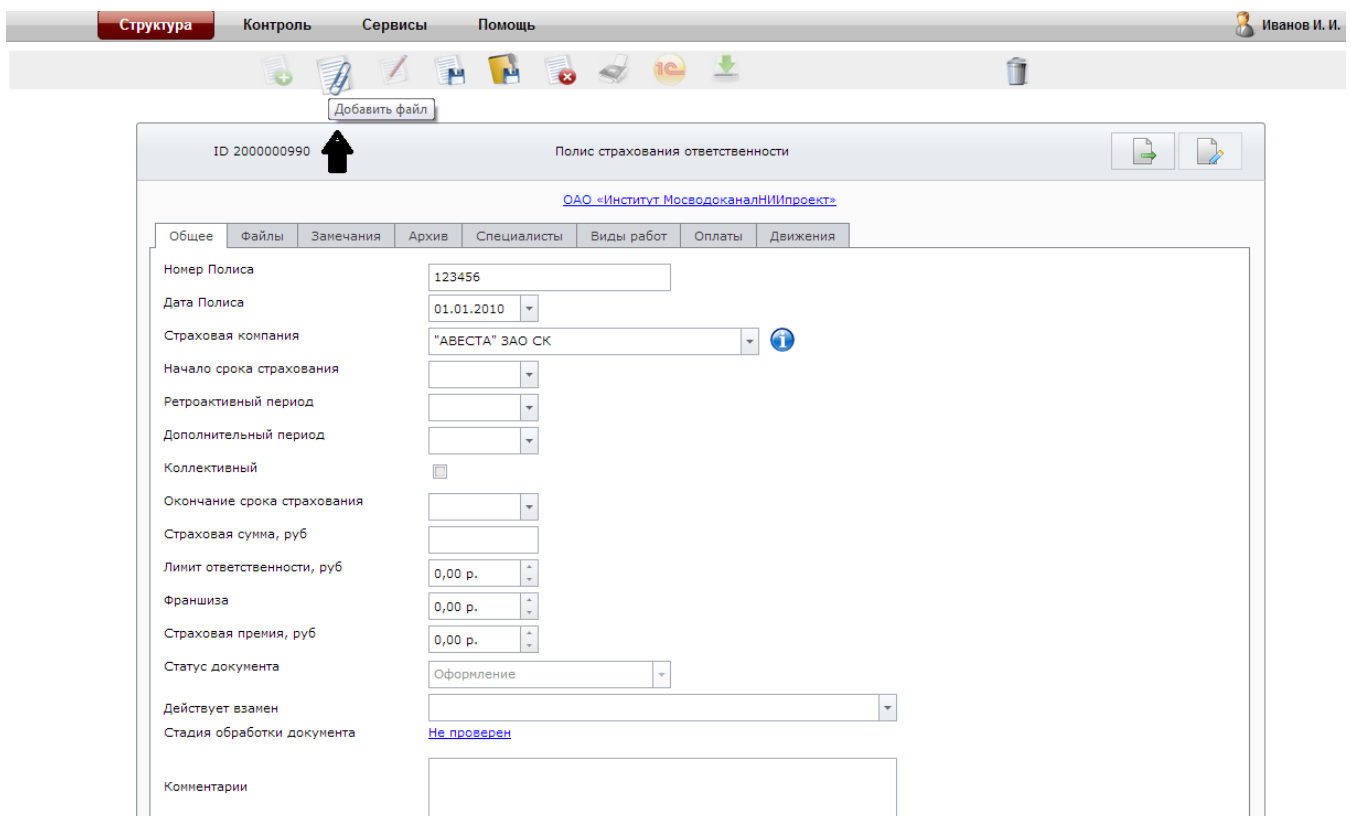 Структура Контроль Сервисы Помощь Иванов И. И.
1С
Добавить файл
ID 2000000990 Полис страхования ответственности
ОАО «Институт МосводоканалНИИпроект»
Общее Файлы Замечания Архив Специалисты Виды работ Оплаты Движения
Номер Полиса 123456
Дата Полиса 01.01.2010
Страховая компания "АВЕСТА" ЗАО СК
Начало срока страхования
Ретроактивный период
Дополнительный период
Коллективный
Окончание срока страхования
Страховая сумма, руб
Лимит ответственности, руб 0,00 р.
Франшиза 0,00 р.
Страховая премия, руб 0,00 р.
Статус документа Оформление
Действует взамен
Стадия обработки документа Не проверен
Комментарии